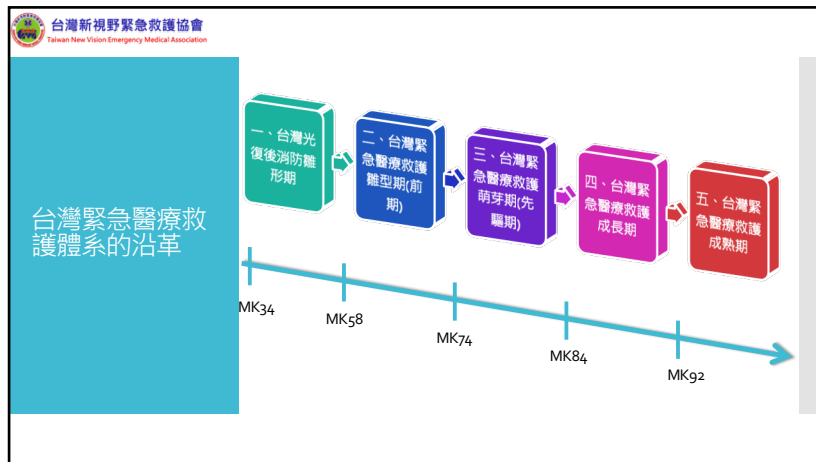 台灣新視野緊急救護協會
Taiwan New Vision Emergency Medical Association
台灣緊急醫療救
護體系的沿革
一、台灣光
復後消防雛
形期
二、台灣緊
急醫療救護
雛型期(前
期)
三、台灣緊
急醫療救護
萌芽期(先
驅期)
四、台灣緊
急醫療救護
成長期
五、台灣緊
急醫療救護
成熟期
MK34
MK58
MK74
MK84
MK92